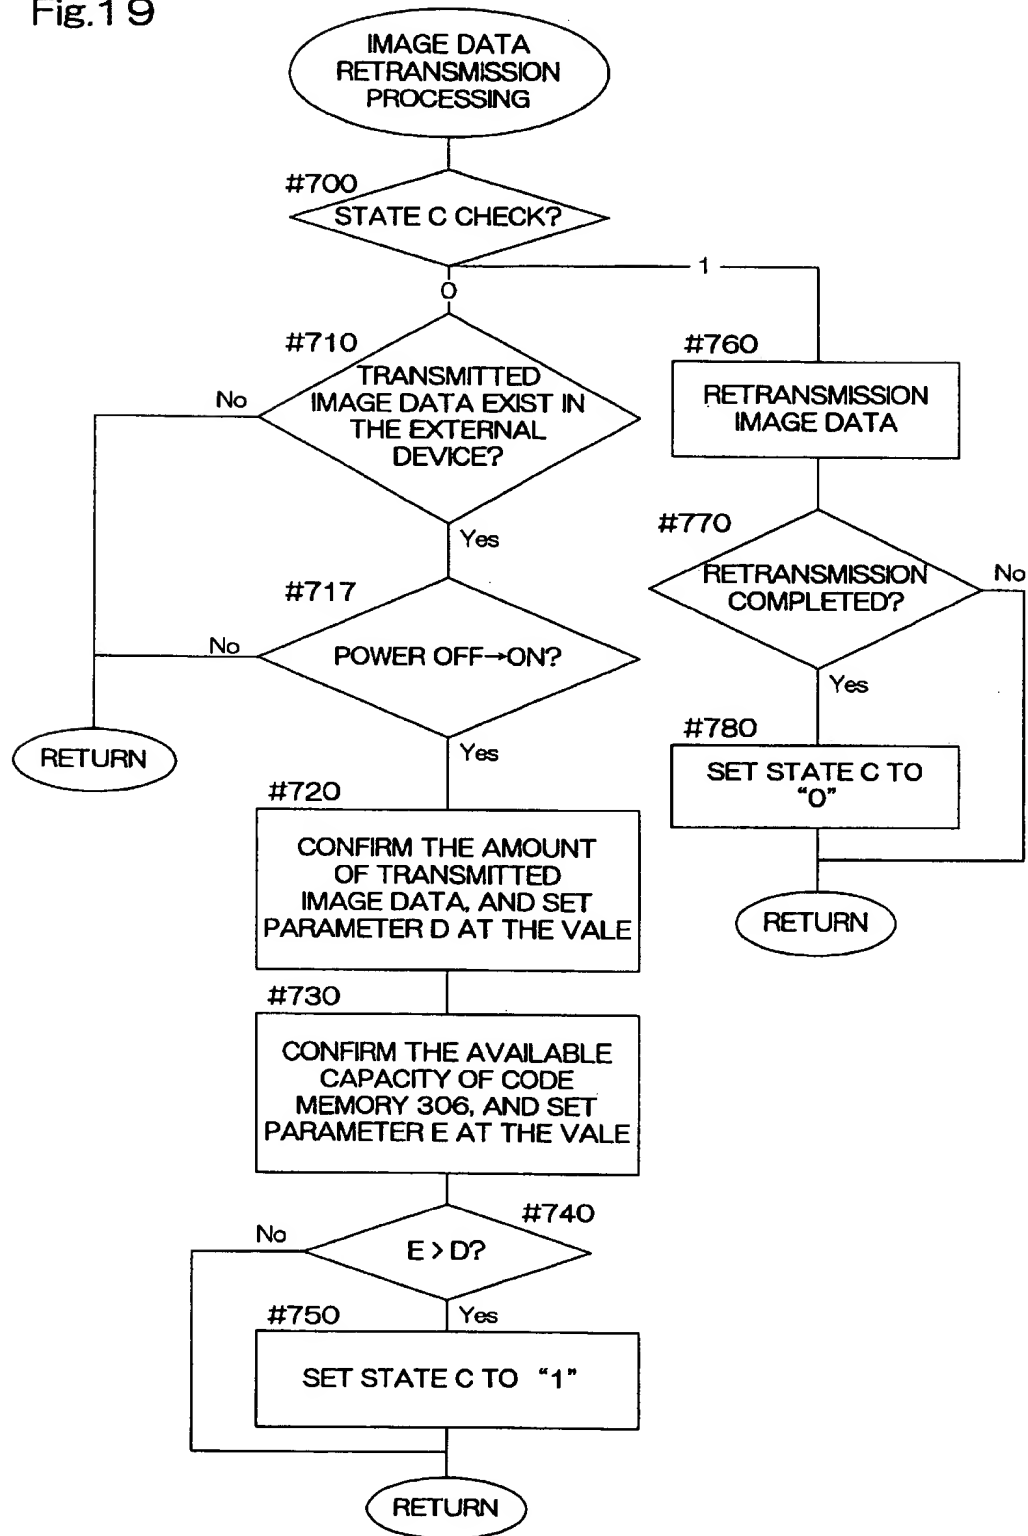 Fig.19
IMAGE DATA
RETRANSMISSION
PROCESSING
#700
STATE C CHECK?
0
1
#710
TRANSMITTED
IMAGE DATA EXIST IN
THE EXTERNAL
DEVICE?
No
Yes
#717
POWER OFF→ON?
No
Yes
RETURN
#720
CONFIRM THE AMOUNT
OF TRANSMITTED
IMAGE DATA, AND SET
PARAMETER D AT THE VALE
#730
CONFIRM THE AVAILABLE
CAPACITY OF CODE
MEMORY 306, AND SET
PARAMETER E AT THE VALE
#740
E > D?
No
Yes
#750
SET STATE C TO “1”
RETURN
#760
RETRANSMISSION
IMAGE DATA
#770
RETRANSMISSION
COMPLETED?
No
Yes
#780
SET STATE C TO
“0”
RETURN